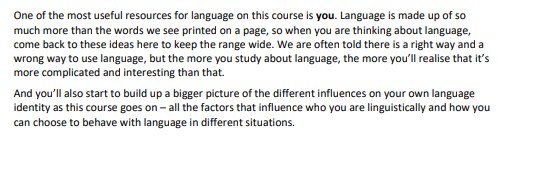 One of the most useful resources for language on this course is you. Language is made up of so
much more than the words we see printed on a page, so when you are thinking about language,
come back to these ideas here to keep the range wide. We are often told there is a right way and a
wrong way to use language, but the more you study about language, the more you’ll realise that it’s
more complicated and interesting than that.
And you’ll also start to build up a bigger picture of the different influences on your own language
identity as this course goes on – all the factors that influence who you are linguistically and how you
can choose to behave with language in different situations.